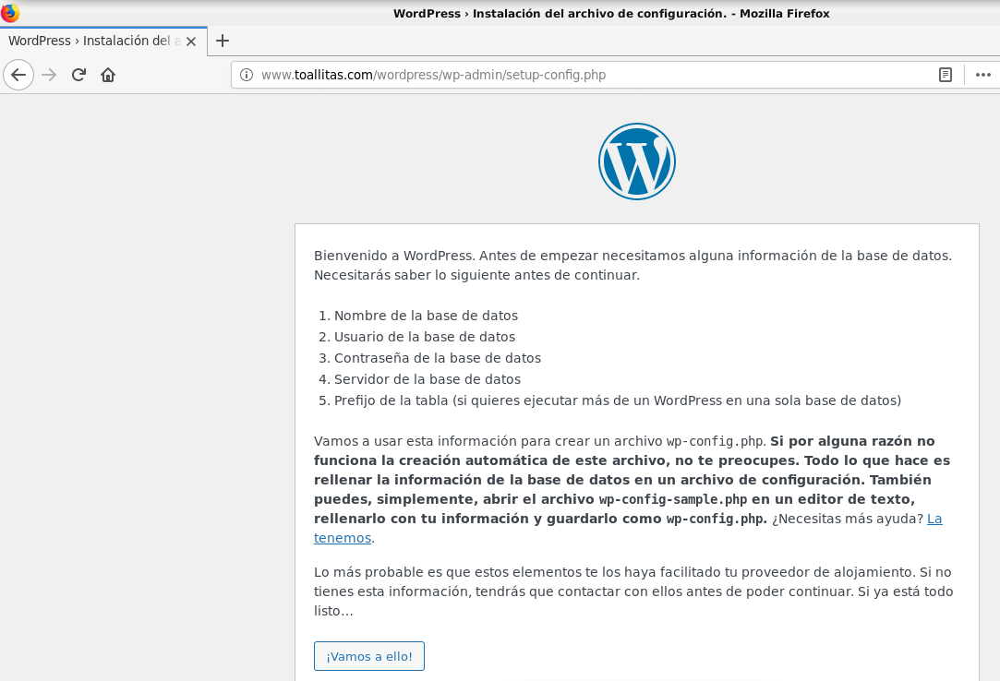 WordPress › Instalación del archivo de configuración. - Mozilla Firefox
WordPress › Instalación del a
www.toallitas.com/wordpress/wp-admin/setup-config.php
Bienvenido a WordPress. Antes de empezar necesitamos alguna información de la base de datos.
Necesitarás saber lo siguiente antes de continuar.
1. Nombre de la base de datos
2. Usuario de la base de datos
3. Contraseña de la base de datos
4. Servidor de la base de datos
5. Prefijo de la tabla (si quieres ejecutar más de un WordPress en una sola base de datos)
Vamos a usar esta información para crear un archivo wp-config.php. Si por alguna razón no
funciona la creación automática de este archivo, no te preocupes. Todo lo que hace es
rellenar la información de la base de datos en un archivo de configuración. También
puedes, simplemente, abrir el archivo wp-config-sample.php en un editor de texto,
rellenarlo con tu información y guardarlo como wp-config.php. ¿Necesitas más ayuda? La
tenemos.
Lo más probable es que estos elementos te los haya facilitado tu proveedor de alojamiento. Si no
tienes esta información, tendrás que contactar con ellos antes de poder continuar. Si ya está todo
listo…
¡Vamos a ello!